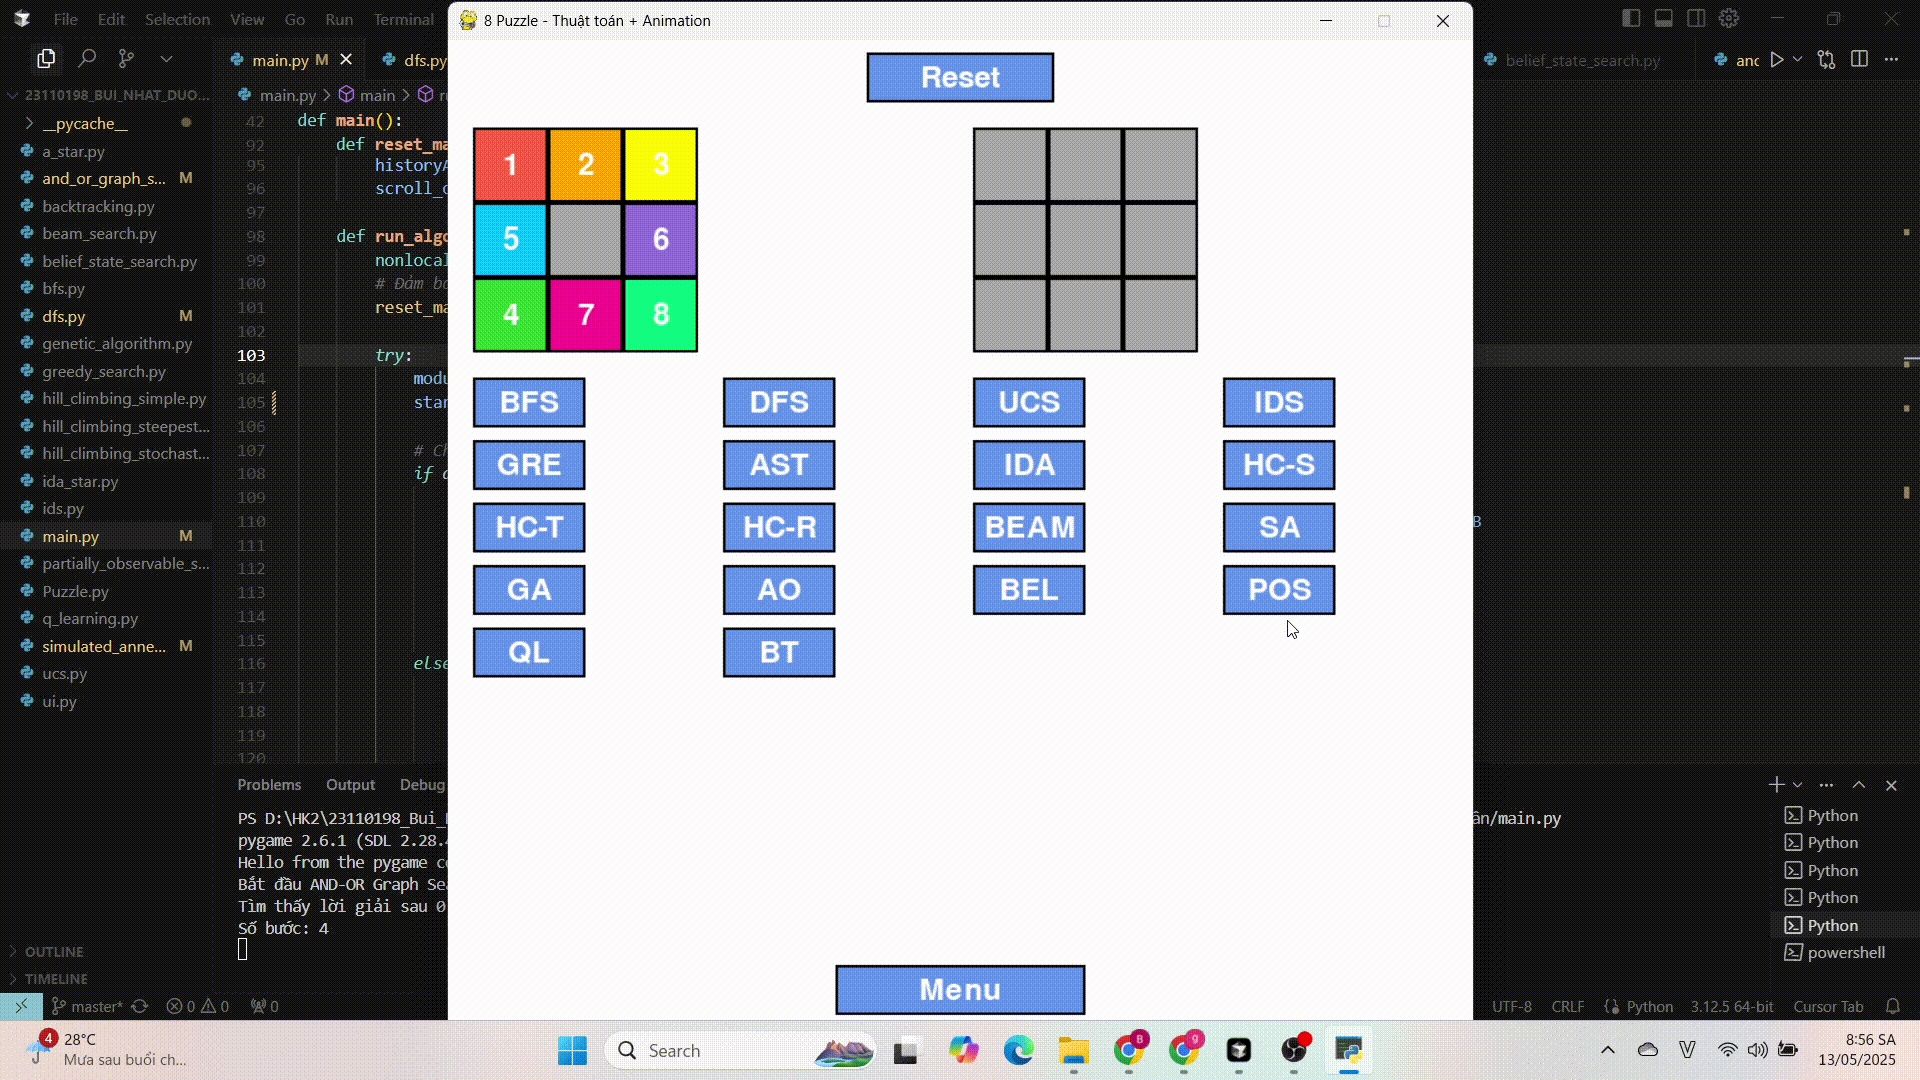 File Edit Selection View Go Run Terminal
8 Puzzle - Thuật toán + Animation
main.py M
dfs.py
belief_state_search.py
23110198_BUI_NHAT_DUO...
main.py > main >
__pycache__
a_star.py
and_or_graph_s... M
backtracking.py
beam_search.py
belief_state_search.py
bfs.py
dfs.py M
genetic_algorithm.py
greedy_search.py
hill_climbing_simple.py
hill_climbing_steepest...
hill_climbing_stochast...
ida_star.py
ids.py
main.py M
partially_observable_s...
Puzzle.py
q_learning.py
simulated_anne... M
ucs.py
ui.py
OUTLINE
TIMELINE
42 def main():
92 def reset_ma
95 history
96 scroll_
97
98 def run_algo
99 nonlocal
100
101 reset_ma
102
103 try:
104 modu
105 star
106
107 # Ch
108 if
109
110
111
112
113
114
115
116 else
117
118
119
120
Reset
1 2 3
5 6
4 7 8
BFS DFS UCS IDS
GRE AST IDA HC-S
HC-T HC-R BEAM SA
GA AO BEL POS
QL BT
Menu
Problems Output Debug
PS D:\HK2\23110198_Bui_
ân/main.py
pygame 2.6.1 (SDL 2.28.4
Hello from the pygame co
Bắt đầu AND-OR Graph Sea
Tìm thấy lời giải sau 0
Số bước: 4
Python
Python
Python
Python
Python
powershell
master* 0 0 0
UTF-8 CRLF Python 3.12.5 64-bit Cursor Tab
4 28°C
Mưa sau buổi ch...
Search
8:56 SA
13/05/2025